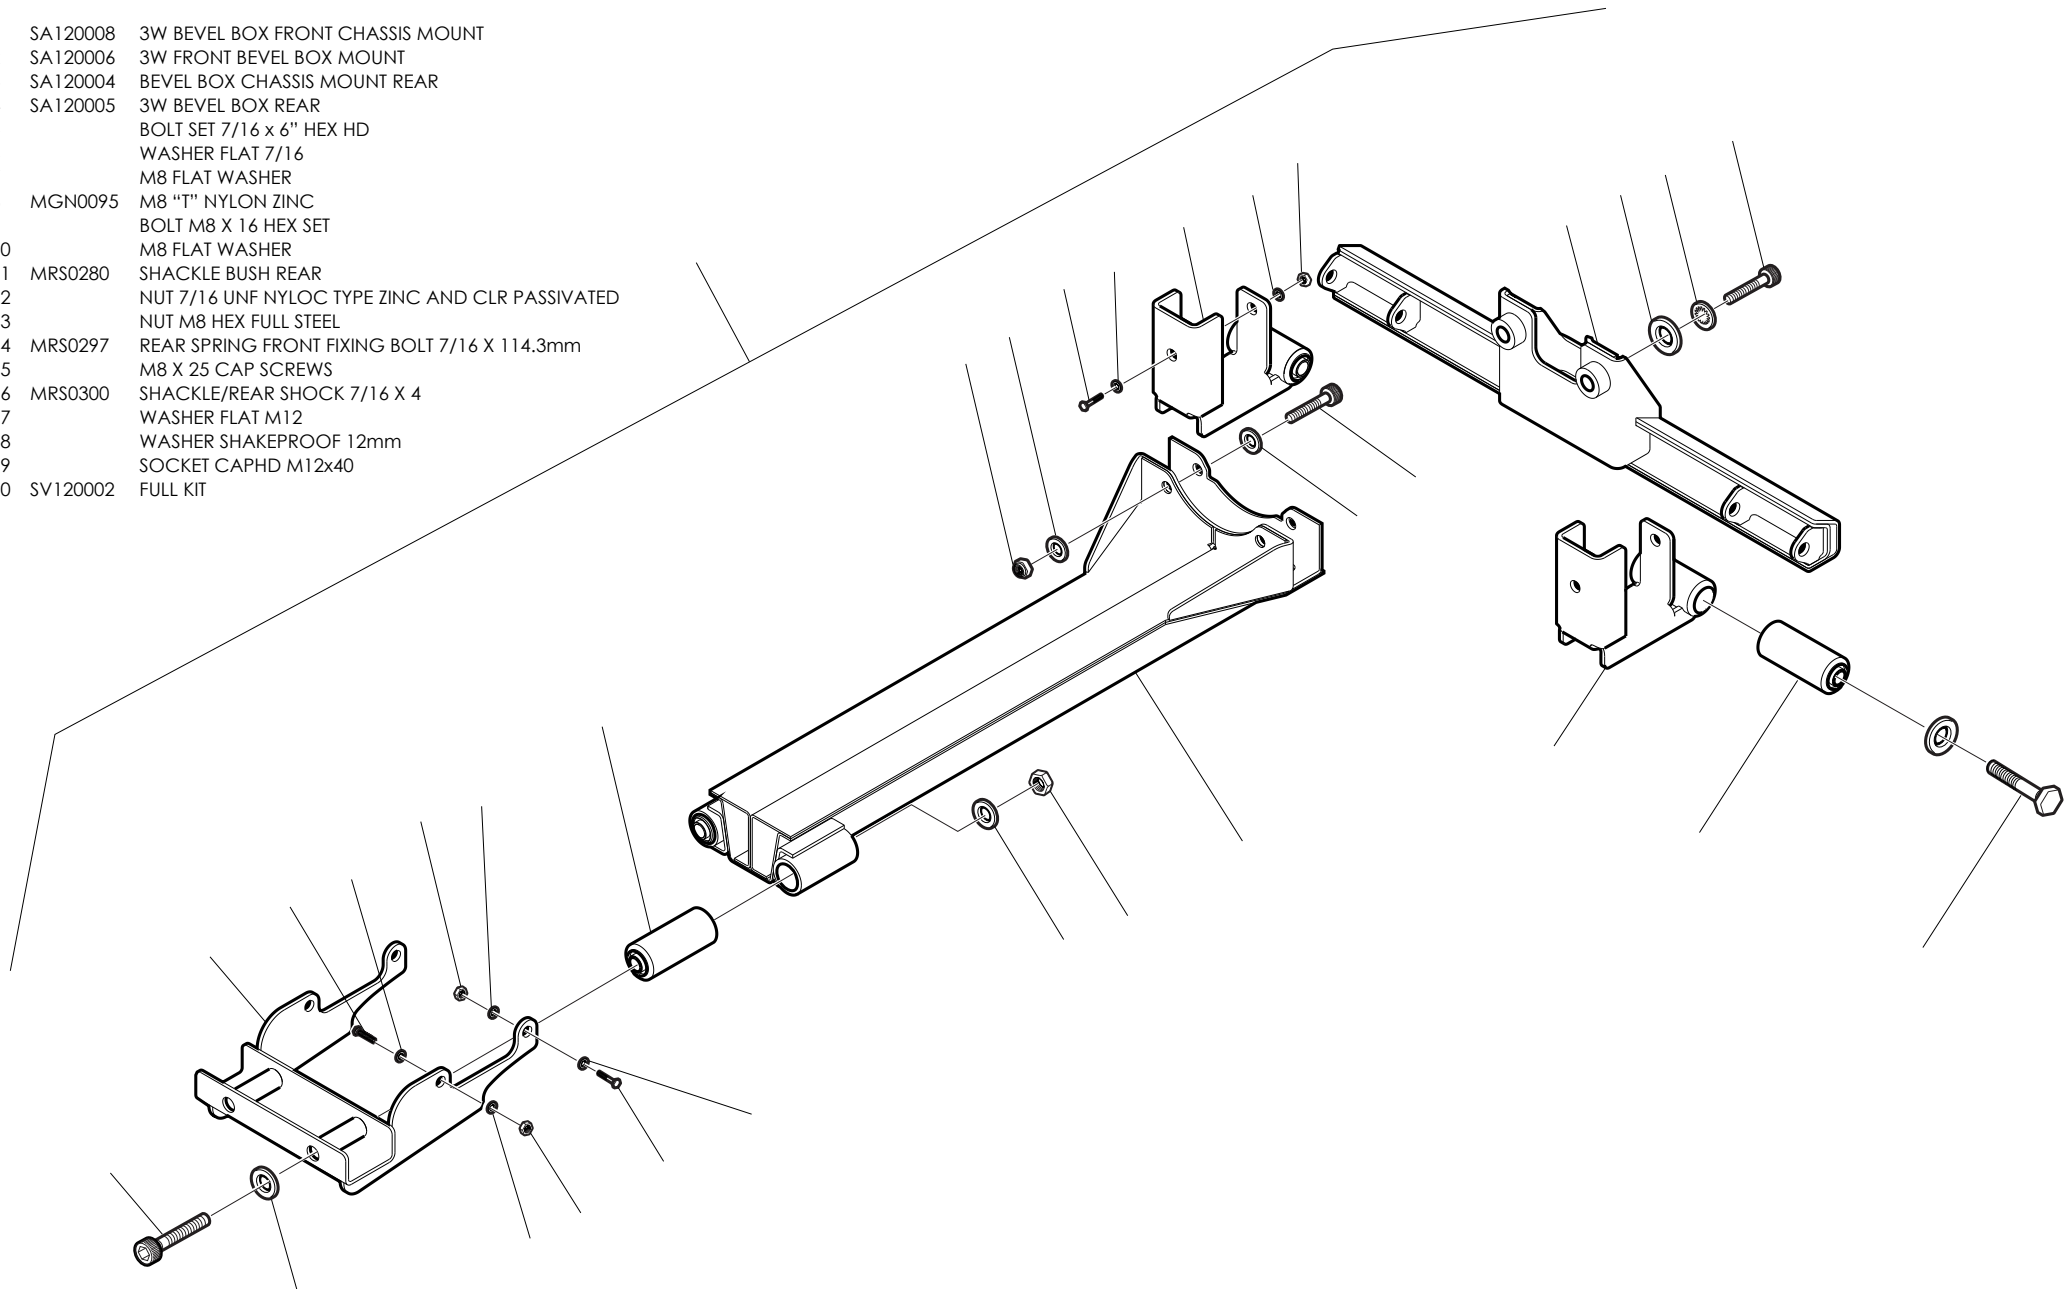 SA120008 3W BEVEL BOX FRONT CHASSIS MOUNT
SA120006 3W FRONT BEVEL BOX MOUNT
SA120004 BEVEL BOX CHASSIS MOUNT REAR
SA120005 3W BEVEL BOX REAR
BOLT SET 7/16 x 6” HEX HD
WASHER FLAT 7/16
M8 FLAT WASHER
MGN0095 M8 “T” NYLON ZINC
BOLT M8 X 16 HEX SET
0 M8 FLAT WASHER
1 MRS0280 SHACKLE BUSH REAR
2 NUT 7/16 UNF NYLOC TYPE ZINC AND CLR PASSIVATED
3 NUT M8 HEX FULL STEEL
4 MRS0297 REAR SPRING FRONT FIXING BOLT 7/16 X 114.3mm
5 M8 X 25 CAP SCREWS
6 MRS0300 SHACKLE/REAR SHOCK 7/16 X 4
7 WASHER FLAT M12
8 WASHER SHAKEPROOF 12mm
9 SOCKET CAPHD M12x40
0 SV120002 FULL KIT